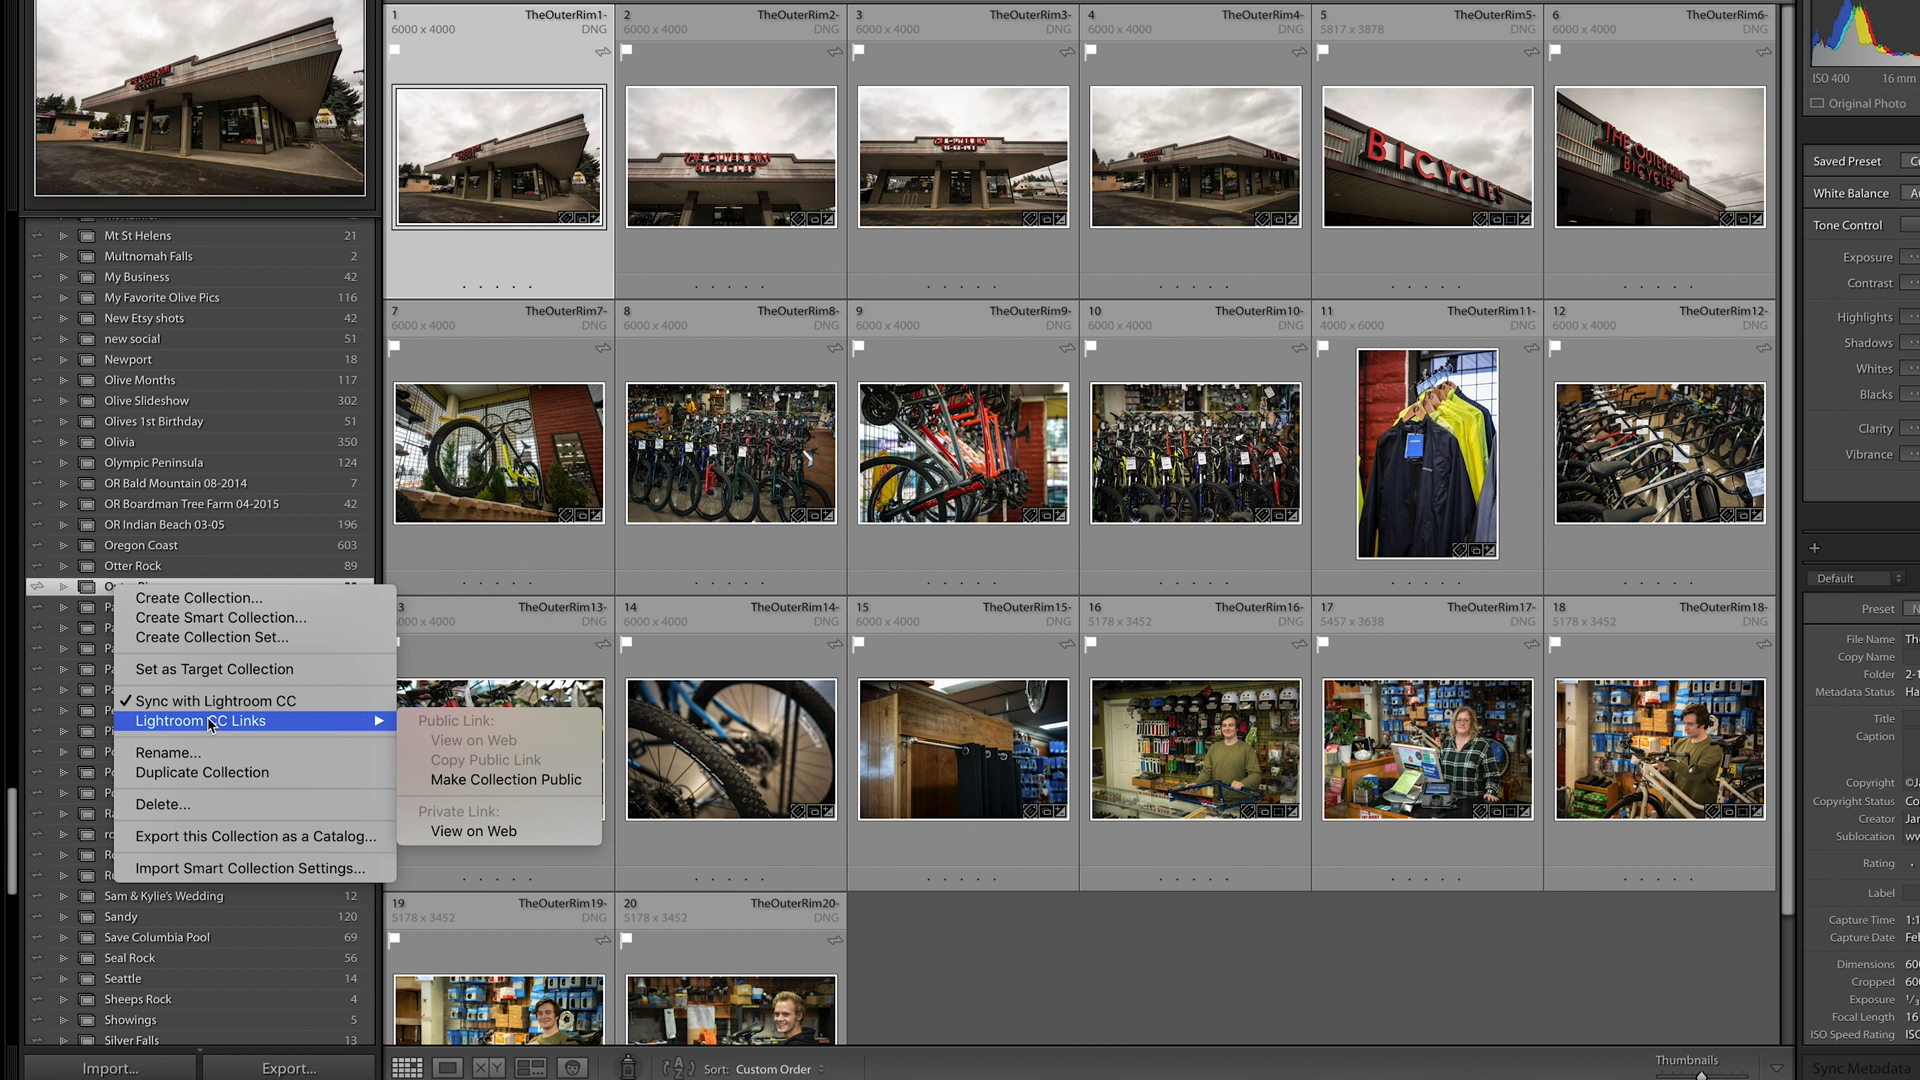 1 TheOuterRim1-
6000 x 4000 DNG
2 TheOuterRim2-
6000 x 4000 DNG
3 TheOuterRim3-
6000 x 4000 DNG
4 TheOuterRim4-
6000 x 4000 DNG
5 TheOuterRim5-
5817 x 3878 DNG
6 TheOuterRim6-
6000 x 4000 DNG
THE OUTER RIM
BICYCLES
BICYCLES
THE OUTER RIM
BICYCLES
7 TheOuterRim7-
6000 x 4000 DNG
8 TheOuterRim8-
6000 x 4000 DNG
9 TheOuterRim9-
6000 x 4000 DNG
10 TheOuterRim10-
6000 x 4000 DNG
11 TheOuterRim11-
4000 x 6000 DNG
12 TheOuterRim12-
6000 x 4000 DNG
TheOuterRim13-
DNG
14 TheOuterRim14-
6000 x 4000 DNG
15 TheOuterRim15-
6000 x 4000 DNG
16 TheOuterRim16-
5178 x 3452 DNG
17 TheOuterRim17-
5457 x 3638 DNG
18 TheOuterRim18-
5178 x 3452 DNG
19 TheOuterRim19-
5178 x 3452 DNG
20 TheOuterRim20-
5178 x 3452 DNG
Mt St Helens 21
Multnomah Falls 2
My Business 42
My Favorite Olive Pics 116
New Etsy shots 42
new social 51
Newport 18
Olive Months 117
Olive Slideshow 302
Olives 1st Birthday 51
Olivia 350
Olympic Peninsula 124
OR Bald Mountain 08-2014 7
OR Boardman Tree Farm 04-2015 42
OR Indian Beach 03-05 196
Oregon Coast 603
Otter Rock 89
Create Collection...
Create Smart Collection...
Create Collection Set...
Set as Target Collection
✓ Sync with Lightroom CC
Lightroom CC Links
Rename...
Duplicate Collection
Delete...
Export this Collection as a Catalog...
Import Smart Collection Settings...
Public Link:
View on Web
Copy Public Link
Make Collection Public
Private Link:
View on Web
Sam & Kylie's Wedding 12
Sandy 120
Save Columbia Pool 69
Seal Rock 56
Seattle 14
Sheeps Rock 4
Showings 5
Silver Falls 13
Import...
Export...
Sort: Custom Order
Thumbnails
ISO 400 16 mm
Original Photo
Saved Preset
White Balance
Tone Control
Exposure
Contrast
Highlights
Shadows
Whites
Blacks
Clarity
Vibrance
Default
Preset
File Name
Copy Name
Folder
Metadata Status
Title
Caption
Copyright
Copyright Status
Creator
Sublocation
Rating
Label
Capture Time
Capture Date
Dimensions
Cropped
Exposure
Focal Length 16
ISO Speed Rating
Sync Metadata